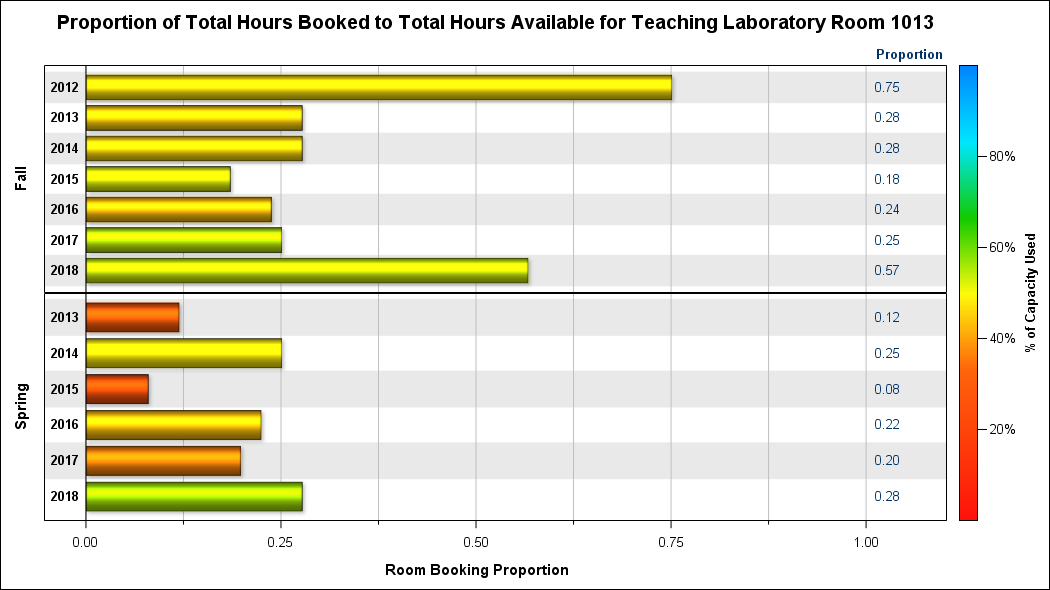 Proportion of Total Hours Booked to Total Hours Available for Teaching Laboratory Room 1013
Proportion
Fall
2012 0.75
2013 0.28
2014 0.28
2015 0.18
2016 0.24
2017 0.25
2018 0.57
Spring
2013 0.12
2014 0.25
2015 0.08
2016 0.22
2017 0.20
2018 0.28
0.00 0.25 0.50 0.75 1.00
Room Booking Proportion
80%
60%
40%
20%
% of Capacity Used